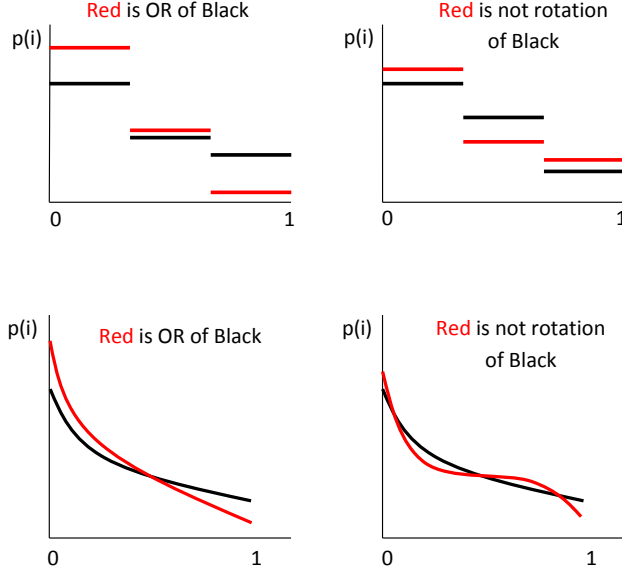 Red is OR of Black
p(i)
0
1
Red is not rotation
of Black
p(i)
0
1
Red is OR of Black
p(i)
0
1
Red is not rotation
of Black
p(i)
0
1